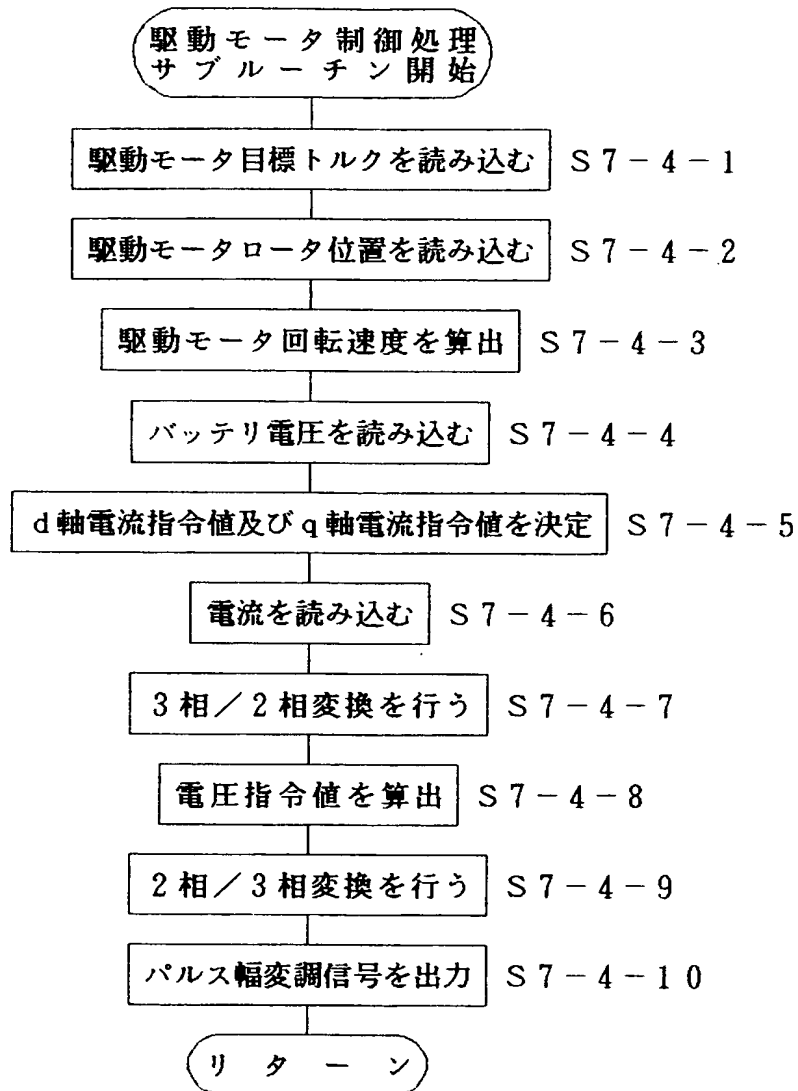 駆動モータ制御処理
サブルーチン開始
駆動モータ目標トルクを読み込む S7-4-1
駆動モータロータ位置を読み込む S7-4-2
駆動モータ回転速度を算出 S7-4-3
バッテリ電圧を読み込む S7-4-4
d軸電流指令値及びq軸電流指令値を決定 S7-4-5
電流を読み込む S7-4-6
3相/2相変換を行う S7-4-7
電圧指令値を算出 S7-4-8
2相/3相変換を行う S7-4-9
パルス幅変調信号を出力 S7-4-10
リターン